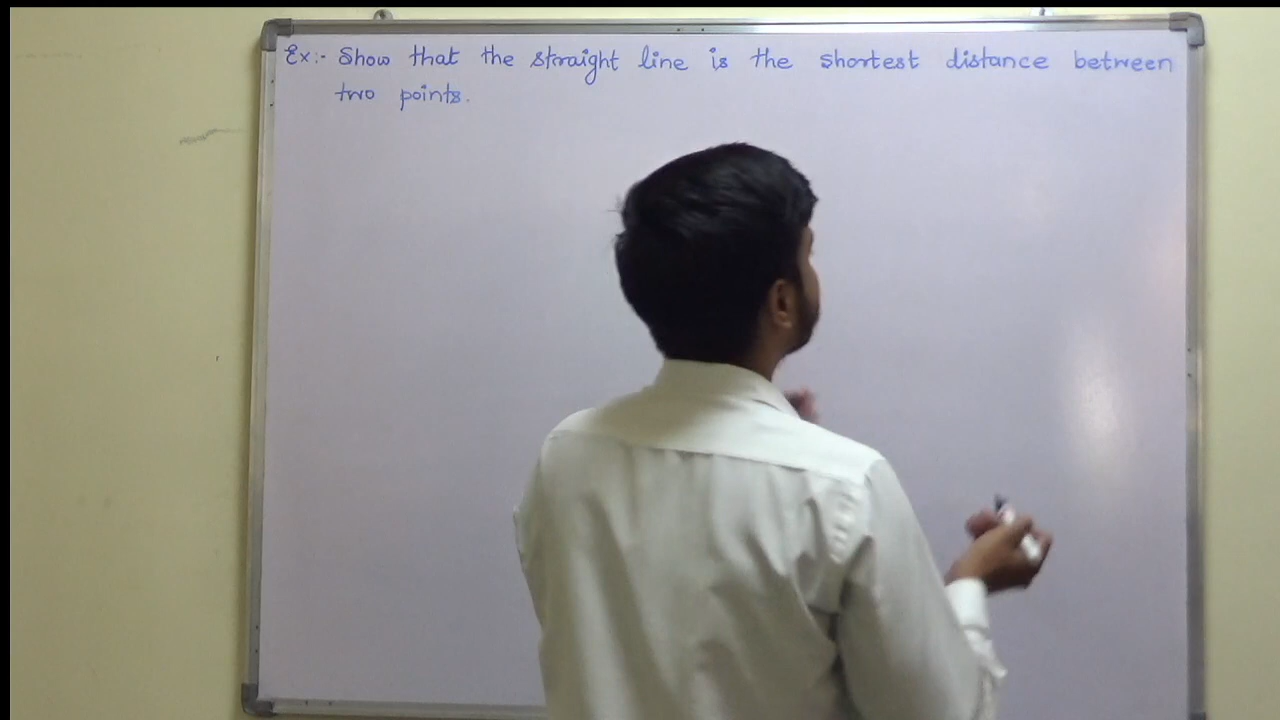 Ex:- Show that the straight line is the shortest distance between
two points.